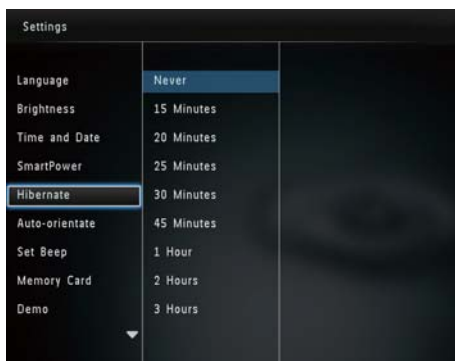 Settings
Language
Brightness
Time and Date
SmartPower
Hibernate
Auto-orientate
Set Beep
Memory Card
Demo
Never
15 Minutes
20 Minutes
25 Minutes
30 Minutes
45 Minutes
1 Hour
2 Hours
3 Hours